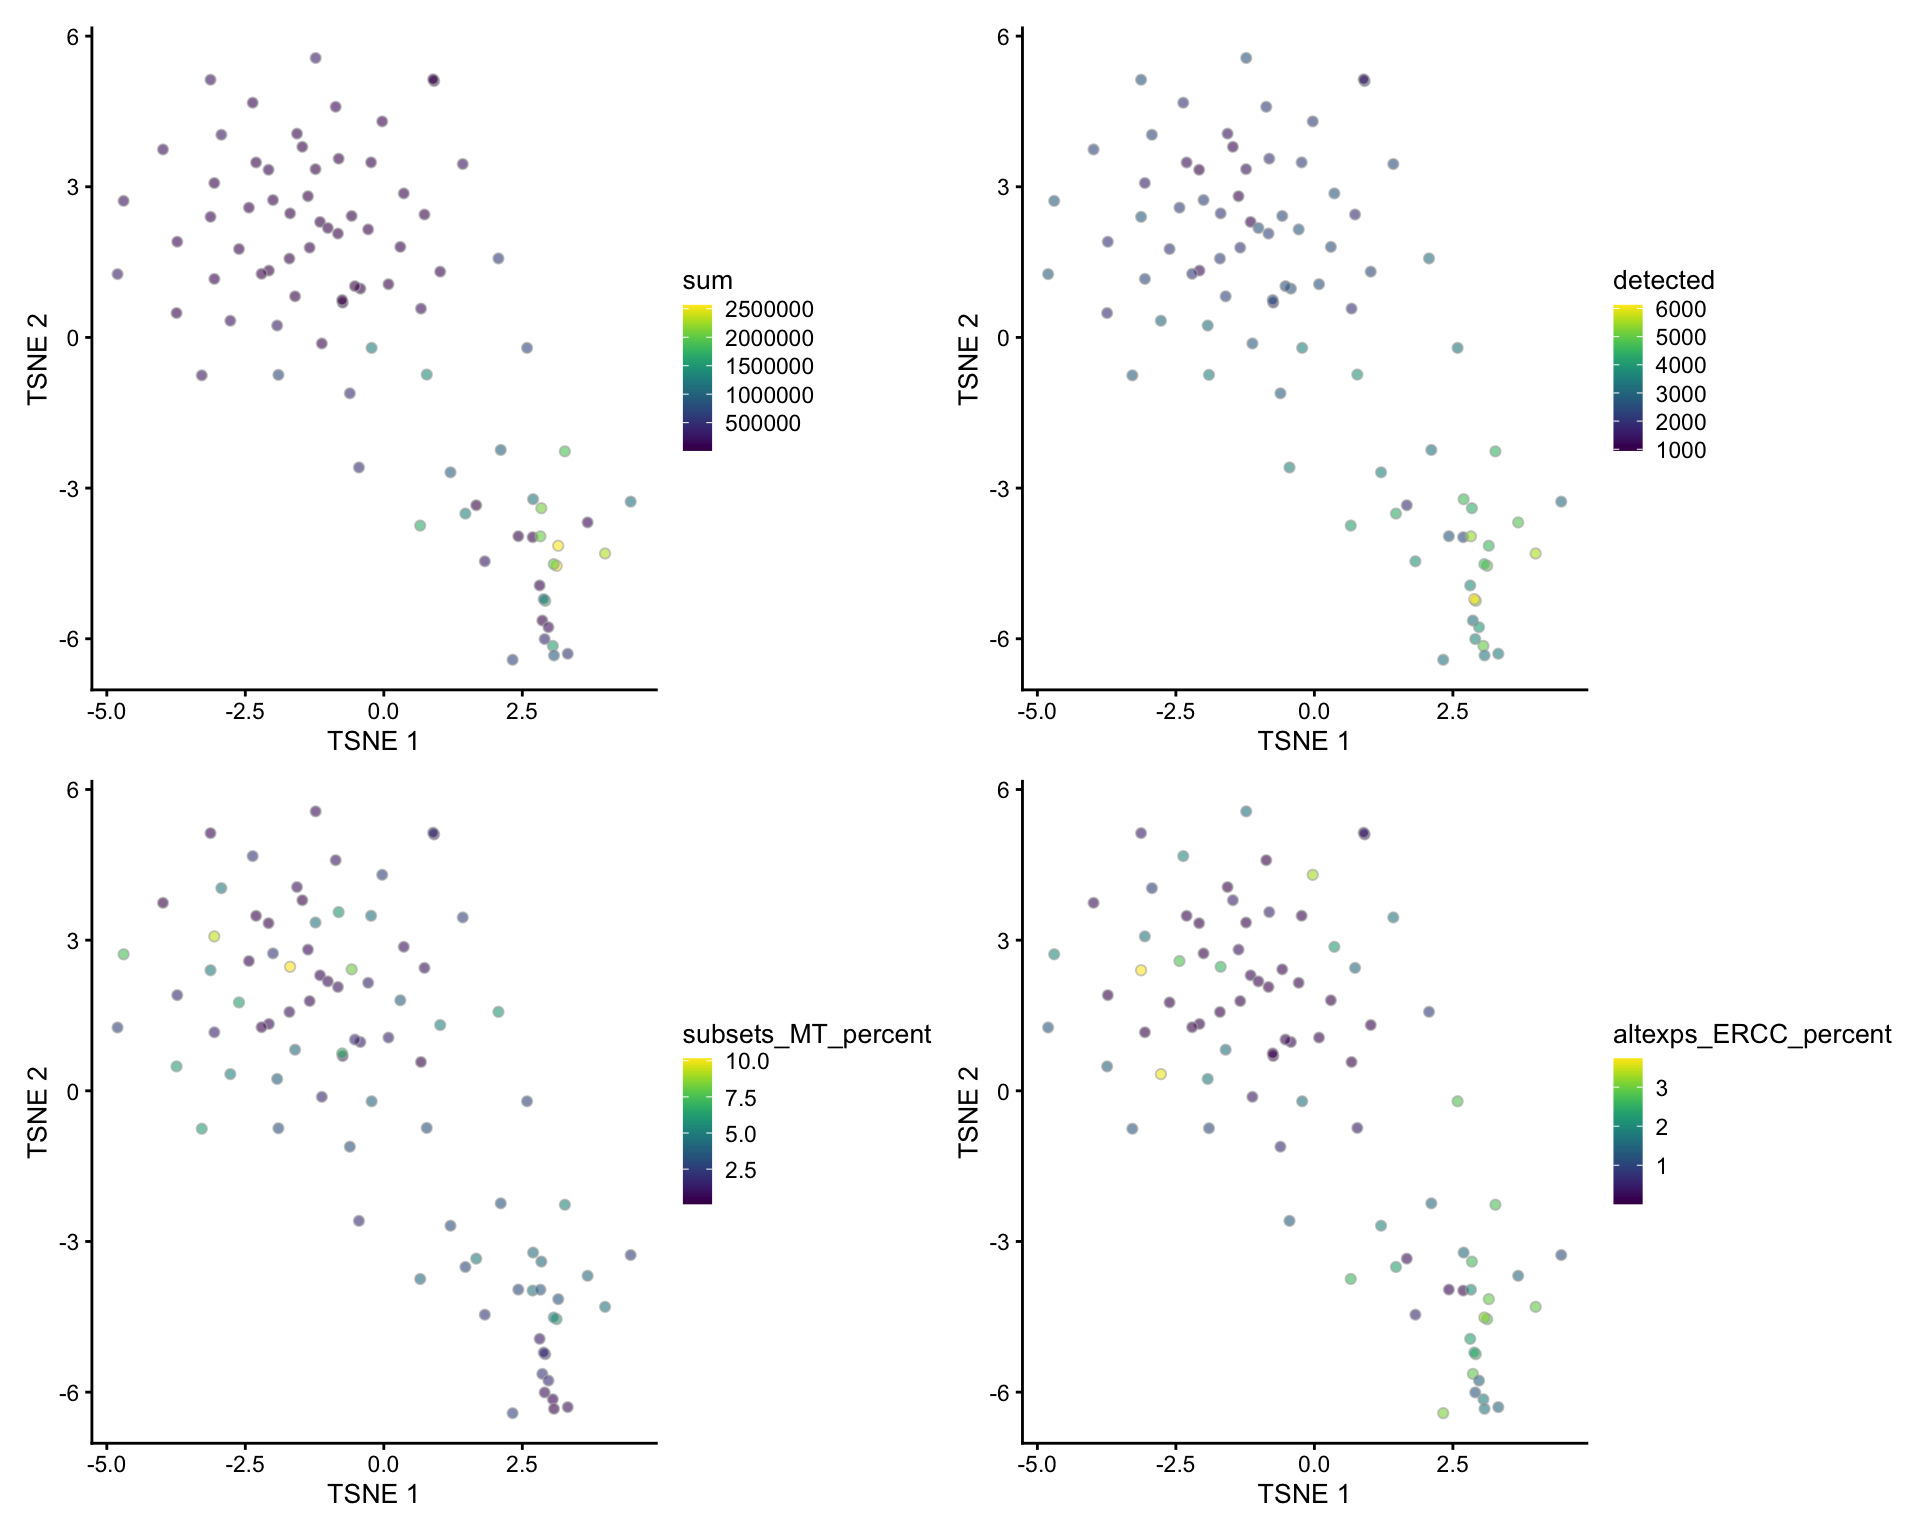 6
3
0
-3
-6
TSNE 2
-5.0 -2.5 0.0 2.5
TSNE 1
sum
2500000
2000000
1500000
1000000
500000
6
3
0
-3
-6
TSNE 2
-5.0 -2.5 0.0 2.5
TSNE 1
detected
6000
5000
4000
3000
2000
1000
6
3
0
-3
-6
TSNE 2
-5.0 -2.5 0.0 2.5
TSNE 1
subsets_MT_percent
10.0
7.5
5.0
2.5
6
3
0
-3
-6
TSNE 2
-5.0 -2.5 0.0 2.5
TSNE 1
altexps_ERCC_percent
3
2
1